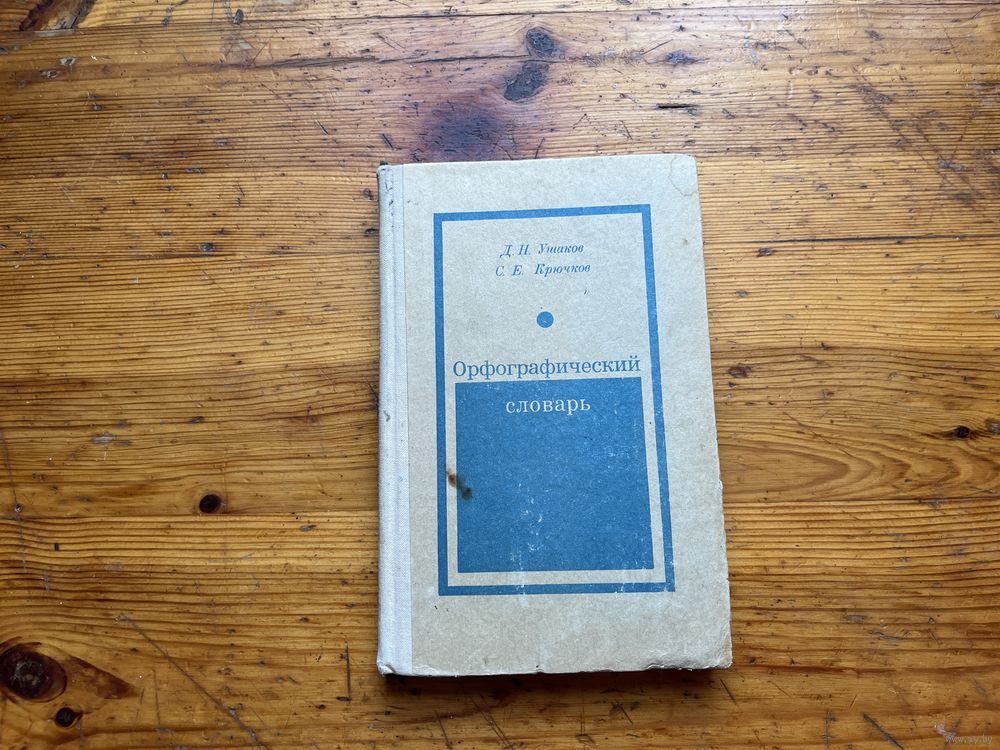 Д. Н. Ушаков
С. Е. Крючков
Орфографический
словарь